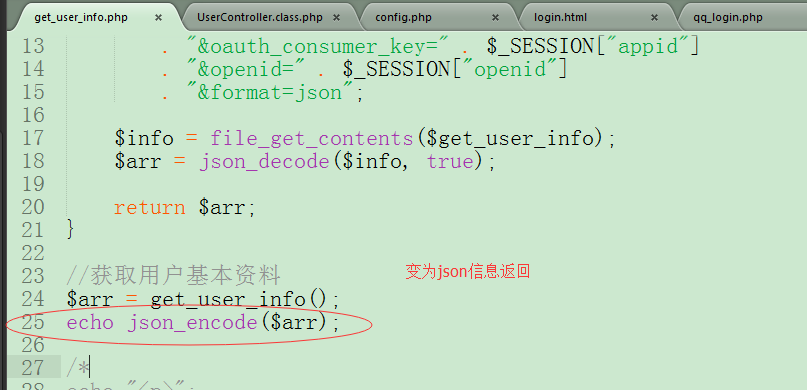 get_user_info.php × UserController.class.php × config.php × login.html × qq_login.php
13 . "&oauth_consumer_key=" . $_SESSION["appid"]
14 . "&openid=" . $_SESSION["openid"]
15 . "&format=json";
16
17 $info = file_get_contents($get_user_info);
18 $arr = json_decode($info, true);
19
20 return $arr;
21 }
22
23 //获取用户基本资料
变为json信息返回
24 $arr = get_user_info();
25 echo json_encode($arr);
26
27 /*
28 echo "<p>";